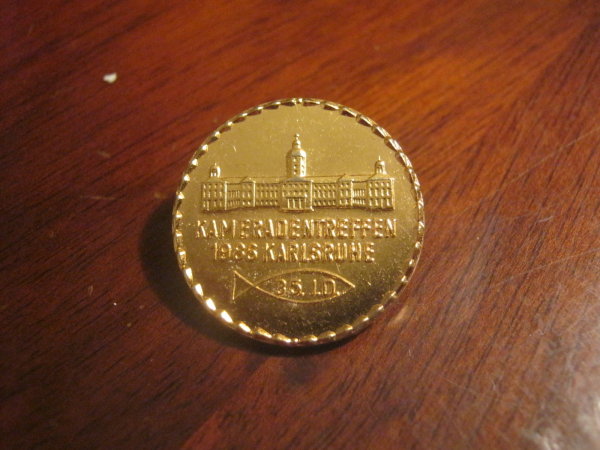 KAMERADENTREFFEN
1986 KARLSRUHE
35. I.D.